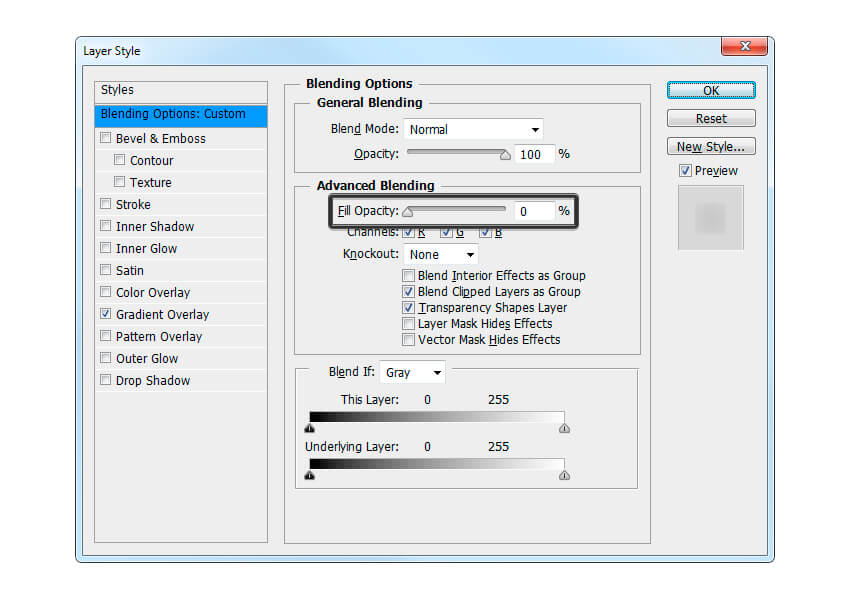 Layer Style
Styles
Blending Options: Custom
Bevel & Emboss
Contour
Texture
Stroke
Inner Shadow
Inner Glow
Satin
Color Overlay
Gradient Overlay
Pattern Overlay
Outer Glow
Drop Shadow
Blending Options
General Blending
Blend Mode: Normal
Opacity: 100 %
Advanced Blending
Fill Opacity: 0 %
Channels: R G B
Knockout: None
Blend Interior Effects as Group
Blend Clipped Layers as Group
Transparency Shapes Layer
Layer Mask Hides Effects
Vector Mask Hides Effects
Blend If: Gray
This Layer: 0 255
Underlying Layer: 0 255
OK
Reset
New Style...
Preview